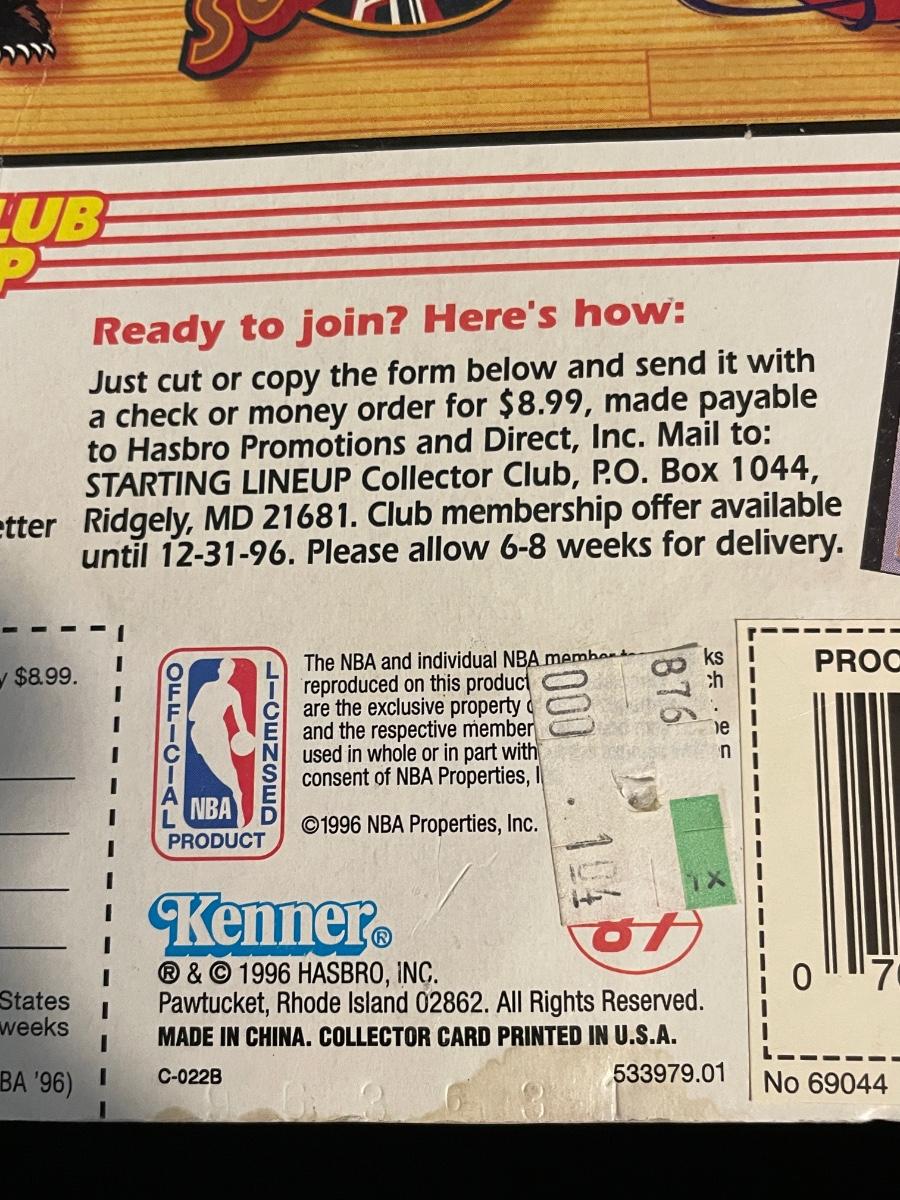 LUB
P
Ready to join? Here's how:
Just cut or copy the form below and send it with
a check or money order for $8.99, made payable
to Hasbro Promotions and Direct, Inc. Mail to:
STARTING LINEUP Collector Club, P.O. Box 1044,
Ridgely, MD 21681. Club membership offer available
until 12-31-96. Please allow 6-8 weeks for delivery.
etter
y $8.99.
States
weeks
BA '96)
OFFICIAL
LICENSED
NBA
PRODUCT
The NBA and individual NBA member
reproduced on this product
are the exclusive property
and the respective member
used in whole or in part with
consent of NBA Properties,
©1996 NBA Properties, Inc.
000
876
104
YX
87
Kenner®
® & © 1996 HASBRO, INC.
Pawtucket, Rhode Island 02862. All Rights Reserved.
MADE IN CHINA. COLLECTOR CARD PRINTED IN U.S.A.
C-022B
533979.01
PROO
0
No 69044